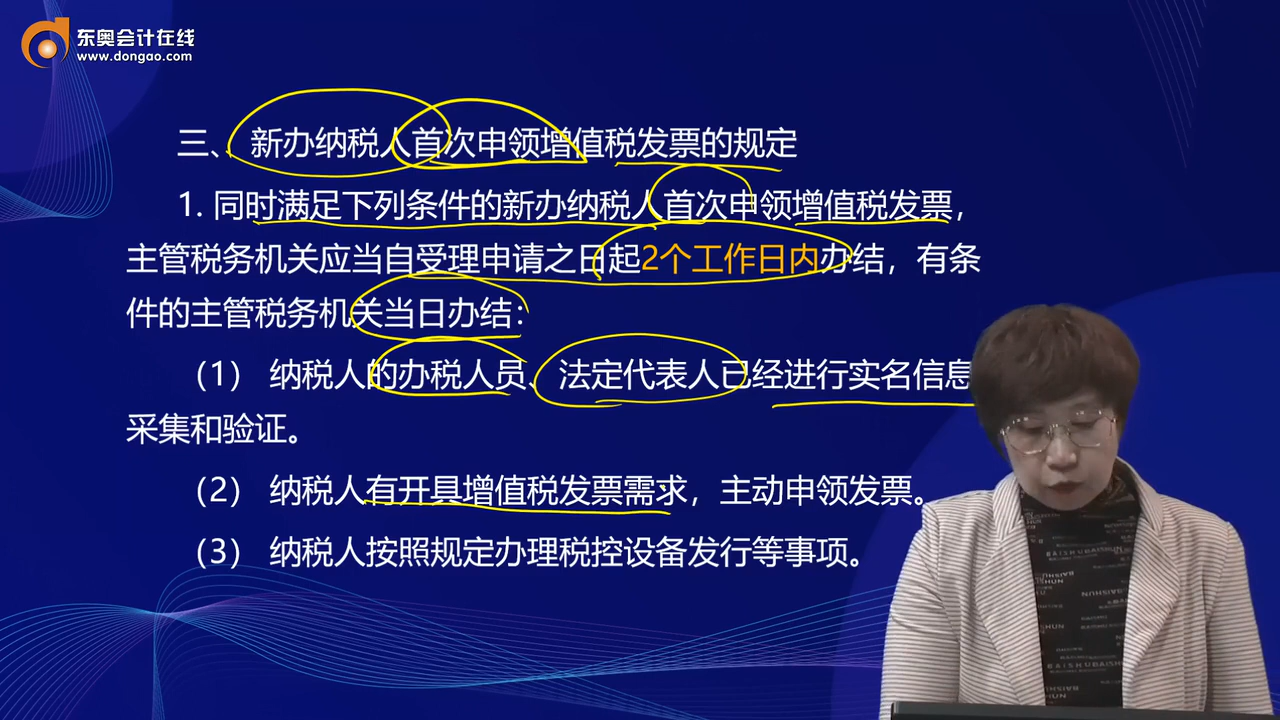 东奥会计在线
www.dongao.com
三、新办纳税人首次申领增值税发票的规定
1. 同时满足下列条件的新办纳税人首次申领增值税发票，
主管税务机关应当自受理申请之日起2个工作日内办结，有条
件的主管税务机关当日办结：
（1） 纳税人的办税人员、法定代表人已经进行实名信息
采集和验证。
（2） 纳税人有开具增值税发票需求，主动申领发票。
（3） 纳税人按照规定办理税控设备发行等事项。